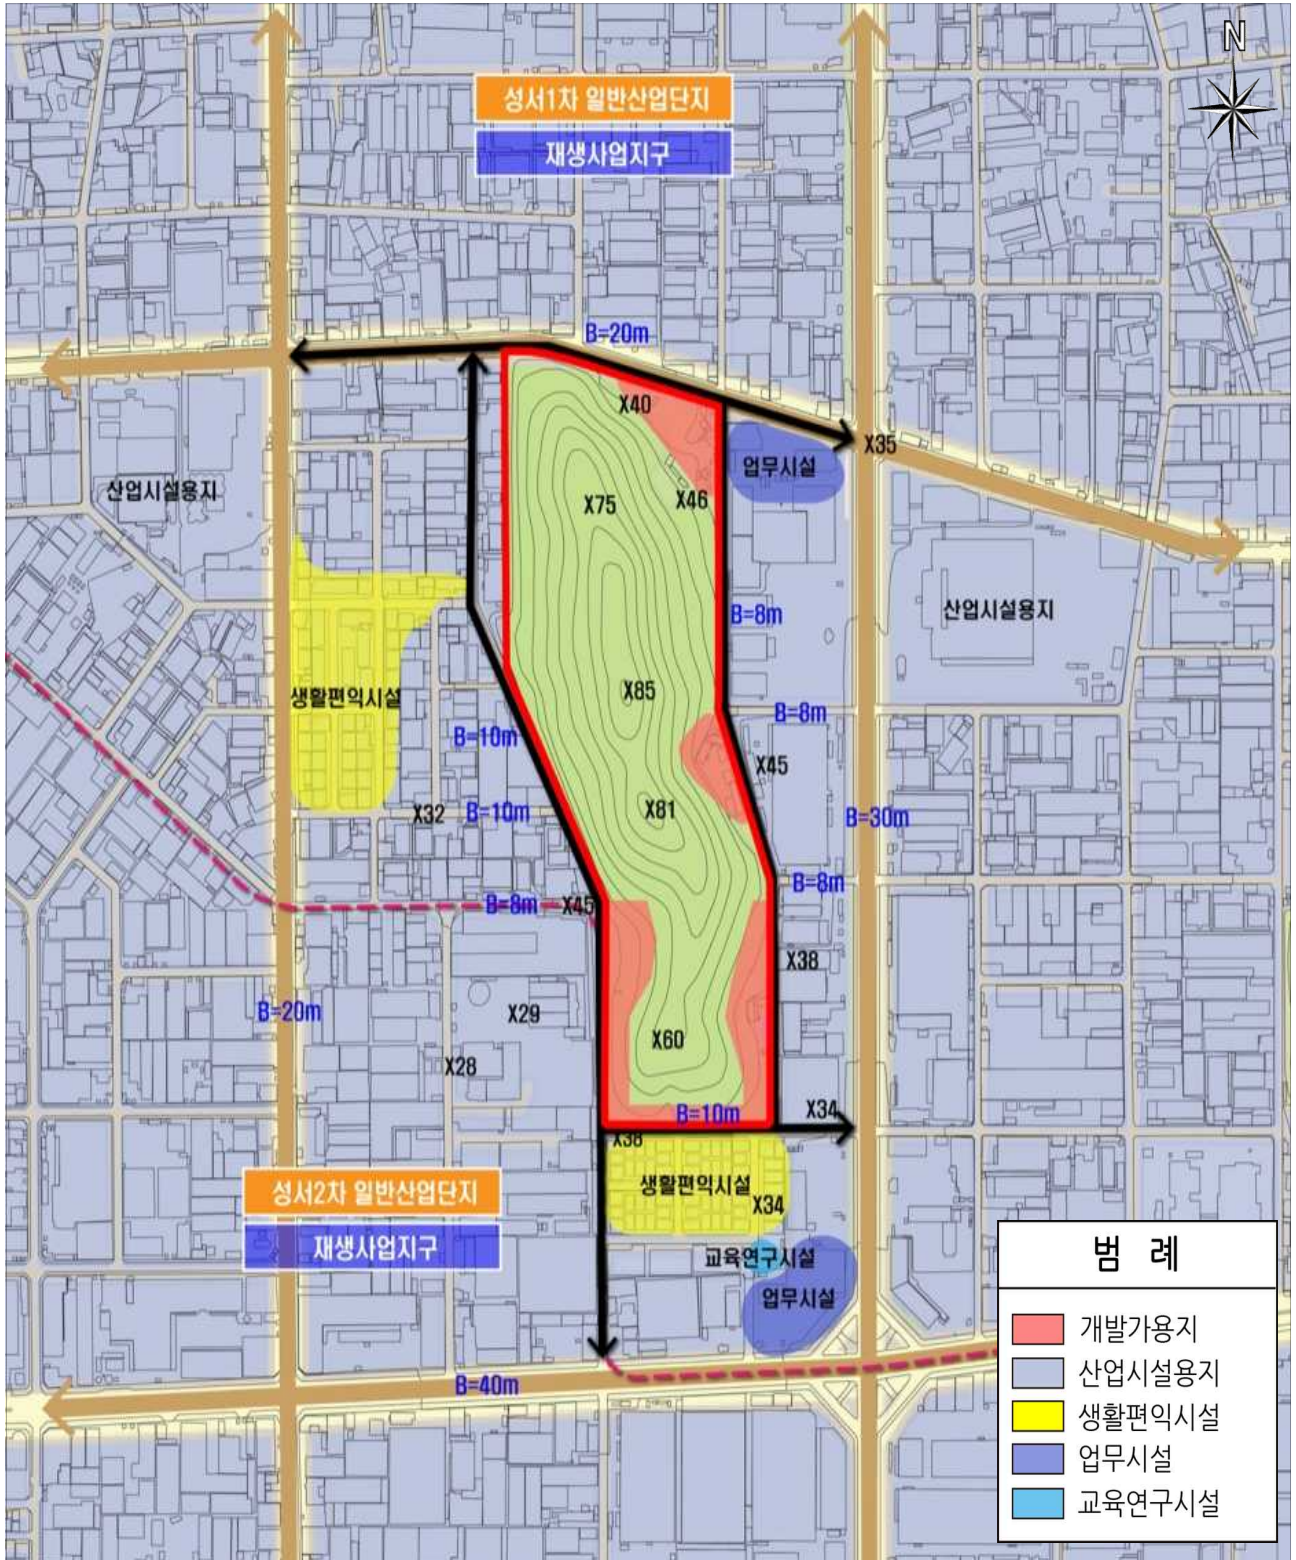 N
성서1차 일반산업단지
재생사업지구
B=20m
X40
X35
업무시설
산업시설용지
X75
X46
산업시설용지
B=8m
X85
생활편익시설
B=8m
B=10m
X45
X81
X32
B=10m
B=30m
B=8m
B=8m
X45
X38
B=20m
X29
X60
X28
B=10m
X34
X38
성서2차 일반산업단지
생활편익시설
X34
재생사업지구
교육연구시설
업무시설
B=40m
범 례
개발가용지
산업시설용지
생활편익시설
업무시설
교육연구시설